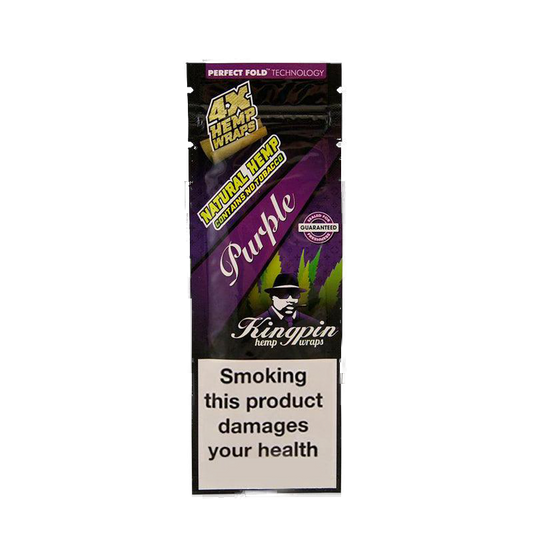 PERFECT FOLD™ TECHNOLOGY
4X
HEMP
WRAPS
NATURAL HEMP
CONTAINS NO TOBACCO
Purple
GUARANTEED
FRESHNESS
Kingpin
hemp wraps
Smoking
this product
damages
your health